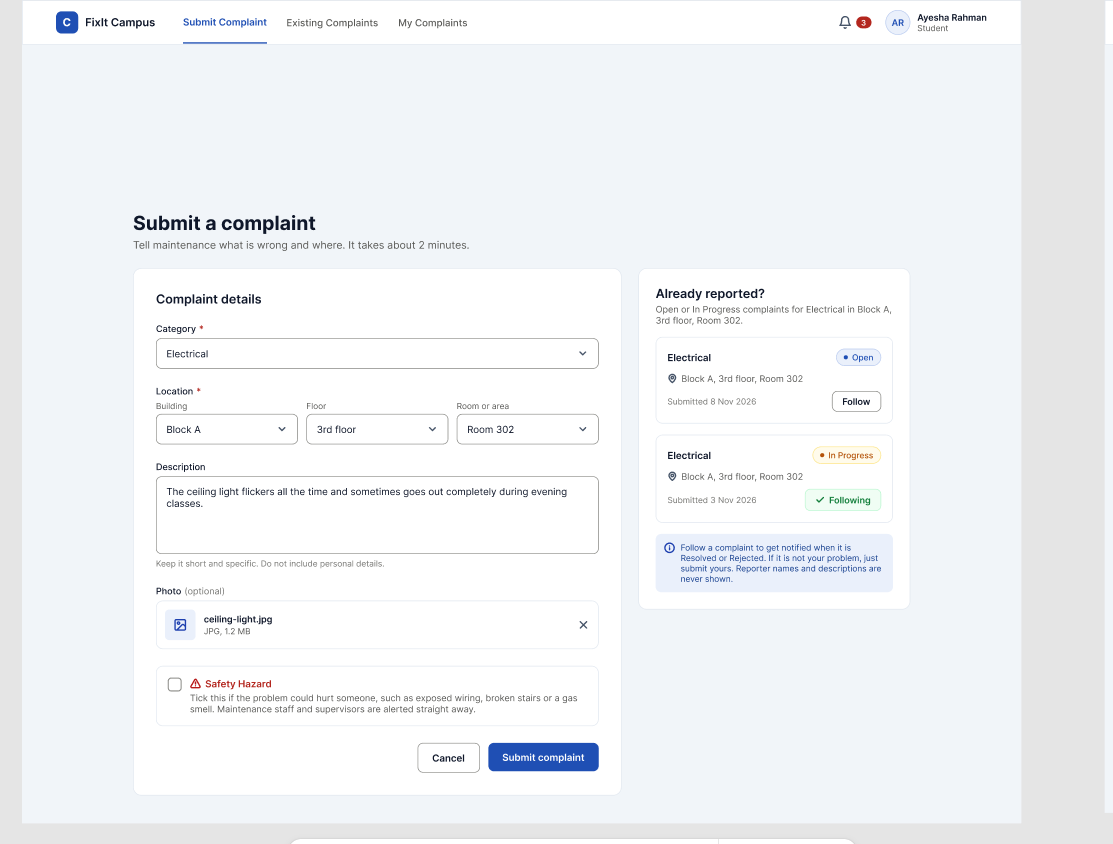 C FixIt Campus Submit Complaint Existing Complaints My Complaints 3 AR Ayesha Rahman
Student
Submit a complaint
Tell maintenance what is wrong and where. It takes about 2 minutes.
Complaint details
Category *
Electrical
Location *
Building Floor Room or area
Block A 3rd floor Room 302
Description
The ceiling light flickers all the time and sometimes goes out completely during evening
classes.
Keep it short and specific. Do not include personal details.
Photo (optional)
ceiling-light.jpg
JPG, 1.2 MB
Safety Hazard
Tick this if the problem could hurt someone, such as exposed wiring, broken stairs or a gas
smell. Maintenance staff and supervisors are alerted straight away.
Cancel Submit complaint
Already reported?
Open or In Progress complaints for Electrical in Block A,
3rd floor, Room 302.
Electrical Open
Block A, 3rd floor, Room 302
Submitted 8 Nov 2026 Follow
Electrical In Progress
Block A, 3rd floor, Room 302
Submitted 3 Nov 2026 Following
Follow a complaint to get notified when it is
Resolved or Rejected. If it is not your problem, just
submit yours. Reporter names and descriptions are
never shown.